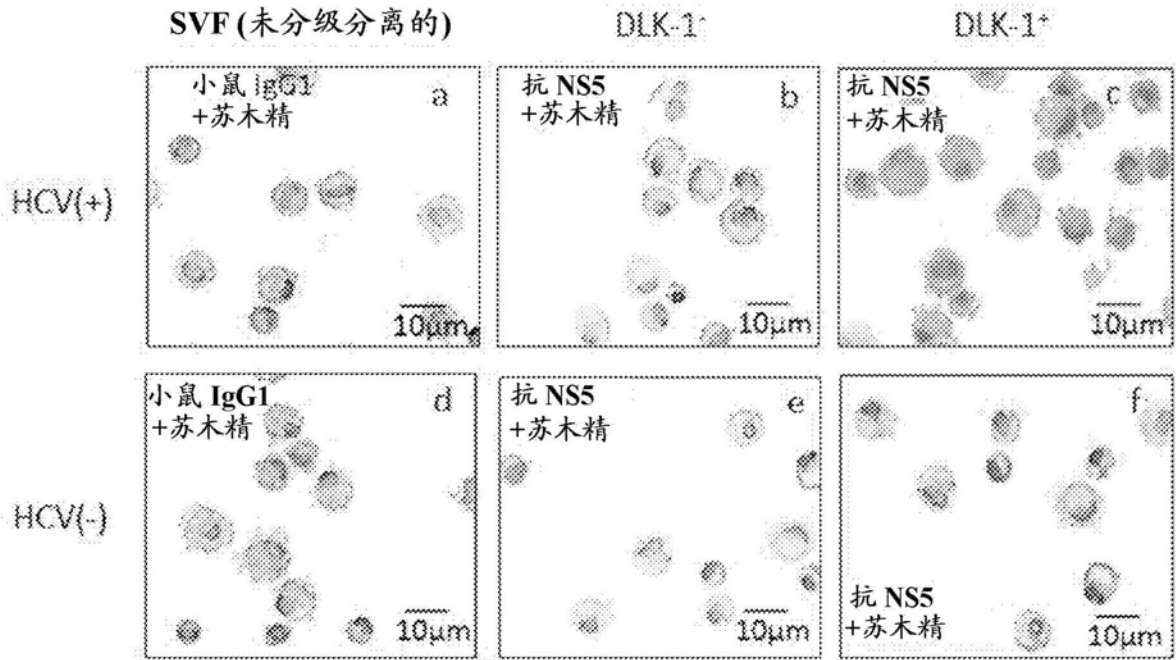 SVF (未分级分离的)
DLK-1-
DLK-1+
HCV(+)
小鼠 IgG1
+苏木精
a
10μm
抗 NS5
+苏木精
b
10μm
抗 NS5
+苏木精
c
10μm
HCV(-)
小鼠 IgG1
+苏木精
d
10μm
抗 NS5
+苏木精
e
10μm
f
抗 NS5
+苏木精
10μm